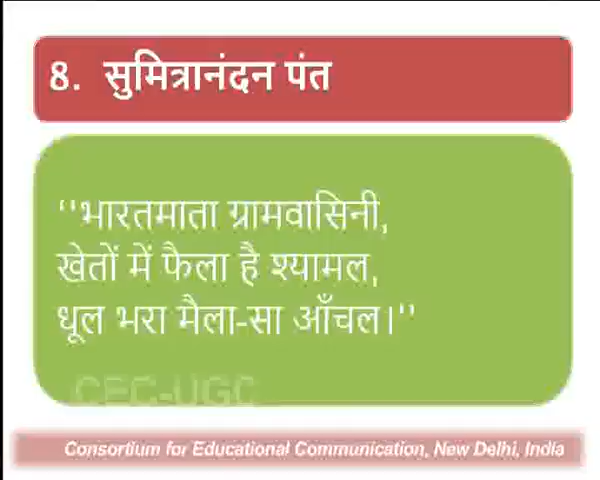 8. सुमित्रानंदन पंत
''भारतमाता ग्रामवासिनी,
खेतों में फैला है श्यामल,
धूल भरा मैला-सा आँचल।''
CEC-UGC
Consortium for Educational Communication, New Delhi, India